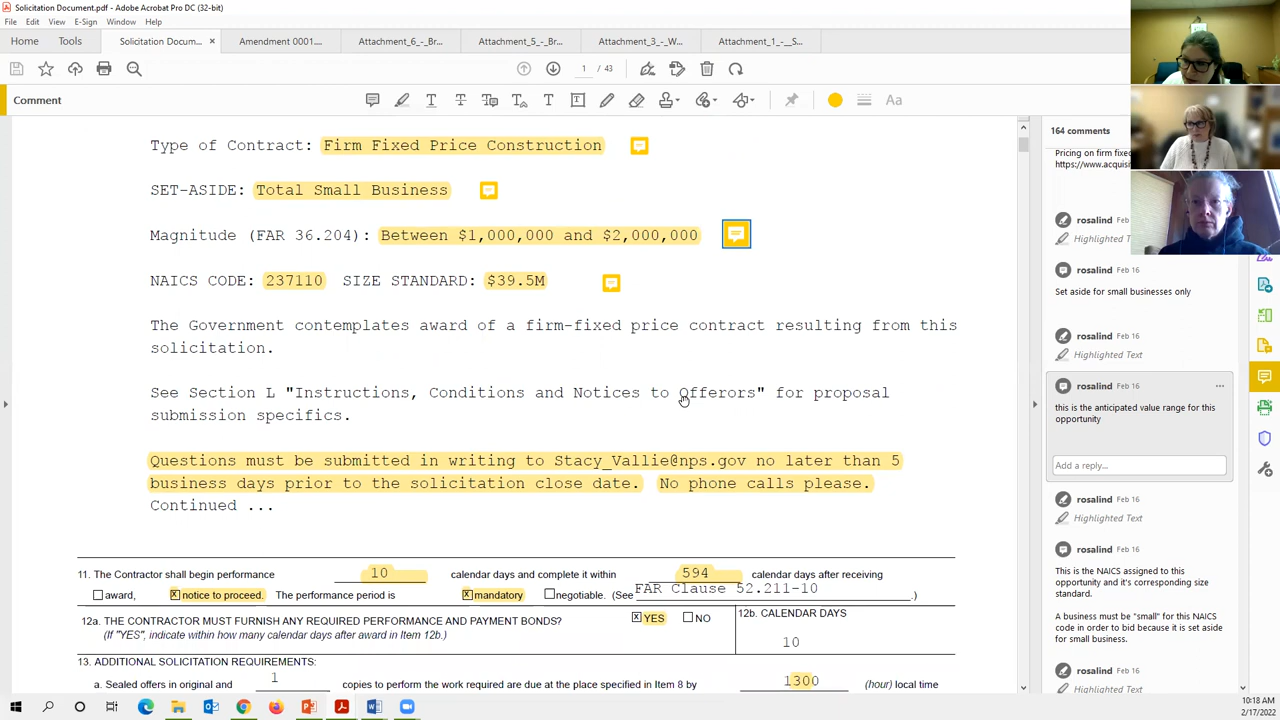 Solicitation Document.pdf - Adobe Acrobat Pro DC (32-bit)
File Edit View E-Sign Window Help
Home Tools Solicitation Docum... × Amendment 0001... Attachment_6_-_Br... Attachment_5_-_Br... Attachment_3_-_W... Attachment_1_-__S...
1 / 43
Comment
Aa
Type of Contract: Firm Fixed Price Construction
SET-ASIDE: Total Small Business
Magnitude (FAR 36.204): Between $1,000,000 and $2,000,000
NAICS CODE: 237110 SIZE STANDARD: $39.5M
The Government contemplates award of a firm-fixed price contract resulting from this
solicitation.
See Section L "Instructions, Conditions and Notices to Offerors" for proposal
submission specifics.
Questions must be submitted in writing to Stacy_Vallie@nps.gov no later than 5
business days prior to the solicitation close date. No phone calls please.
Continued ...
11. The Contractor shall begin performance 10 calendar days and complete it within 594 calendar days after receiving
award, X notice to proceed. The performance period is X mandatory negotiable. (See FAR Clause 52.211-10 .)
12a. THE CONTRACTOR MUST FURNISH ANY REQUIRED PERFORMANCE AND PAYMENT BONDS?
(If "YES", indicate within how many calendar days after award in Item 12b.)
X YES NO
12b. CALENDAR DAYS
10
13. ADDITIONAL SOLICITATION REQUIREMENTS:
a. Sealed offers in original and 1 copies to perform the work required are due at the place specified in Item 8 by 1300 (hour) local time
164 comments
Pricing on firm fixed
https://www.acquis
rosalind Feb 16
Highlighted Text
rosalind Feb 16
Set aside for small businesses only
rosalind Feb 16
Highlighted Text
rosalind Feb 16 ...
this is the anticipated value range for this
opportunity
Add a reply...
rosalind Feb 16
Highlighted Text
rosalind Feb 16
This is the NAICS assigned to this
opportunity and it's corresponding size
standard.
A business must be "small" for this NAICS
code in order to bid because it is set aside
for small business.
rosalind Feb 16
Highlighted Text
10:18 AM
2/17/2022